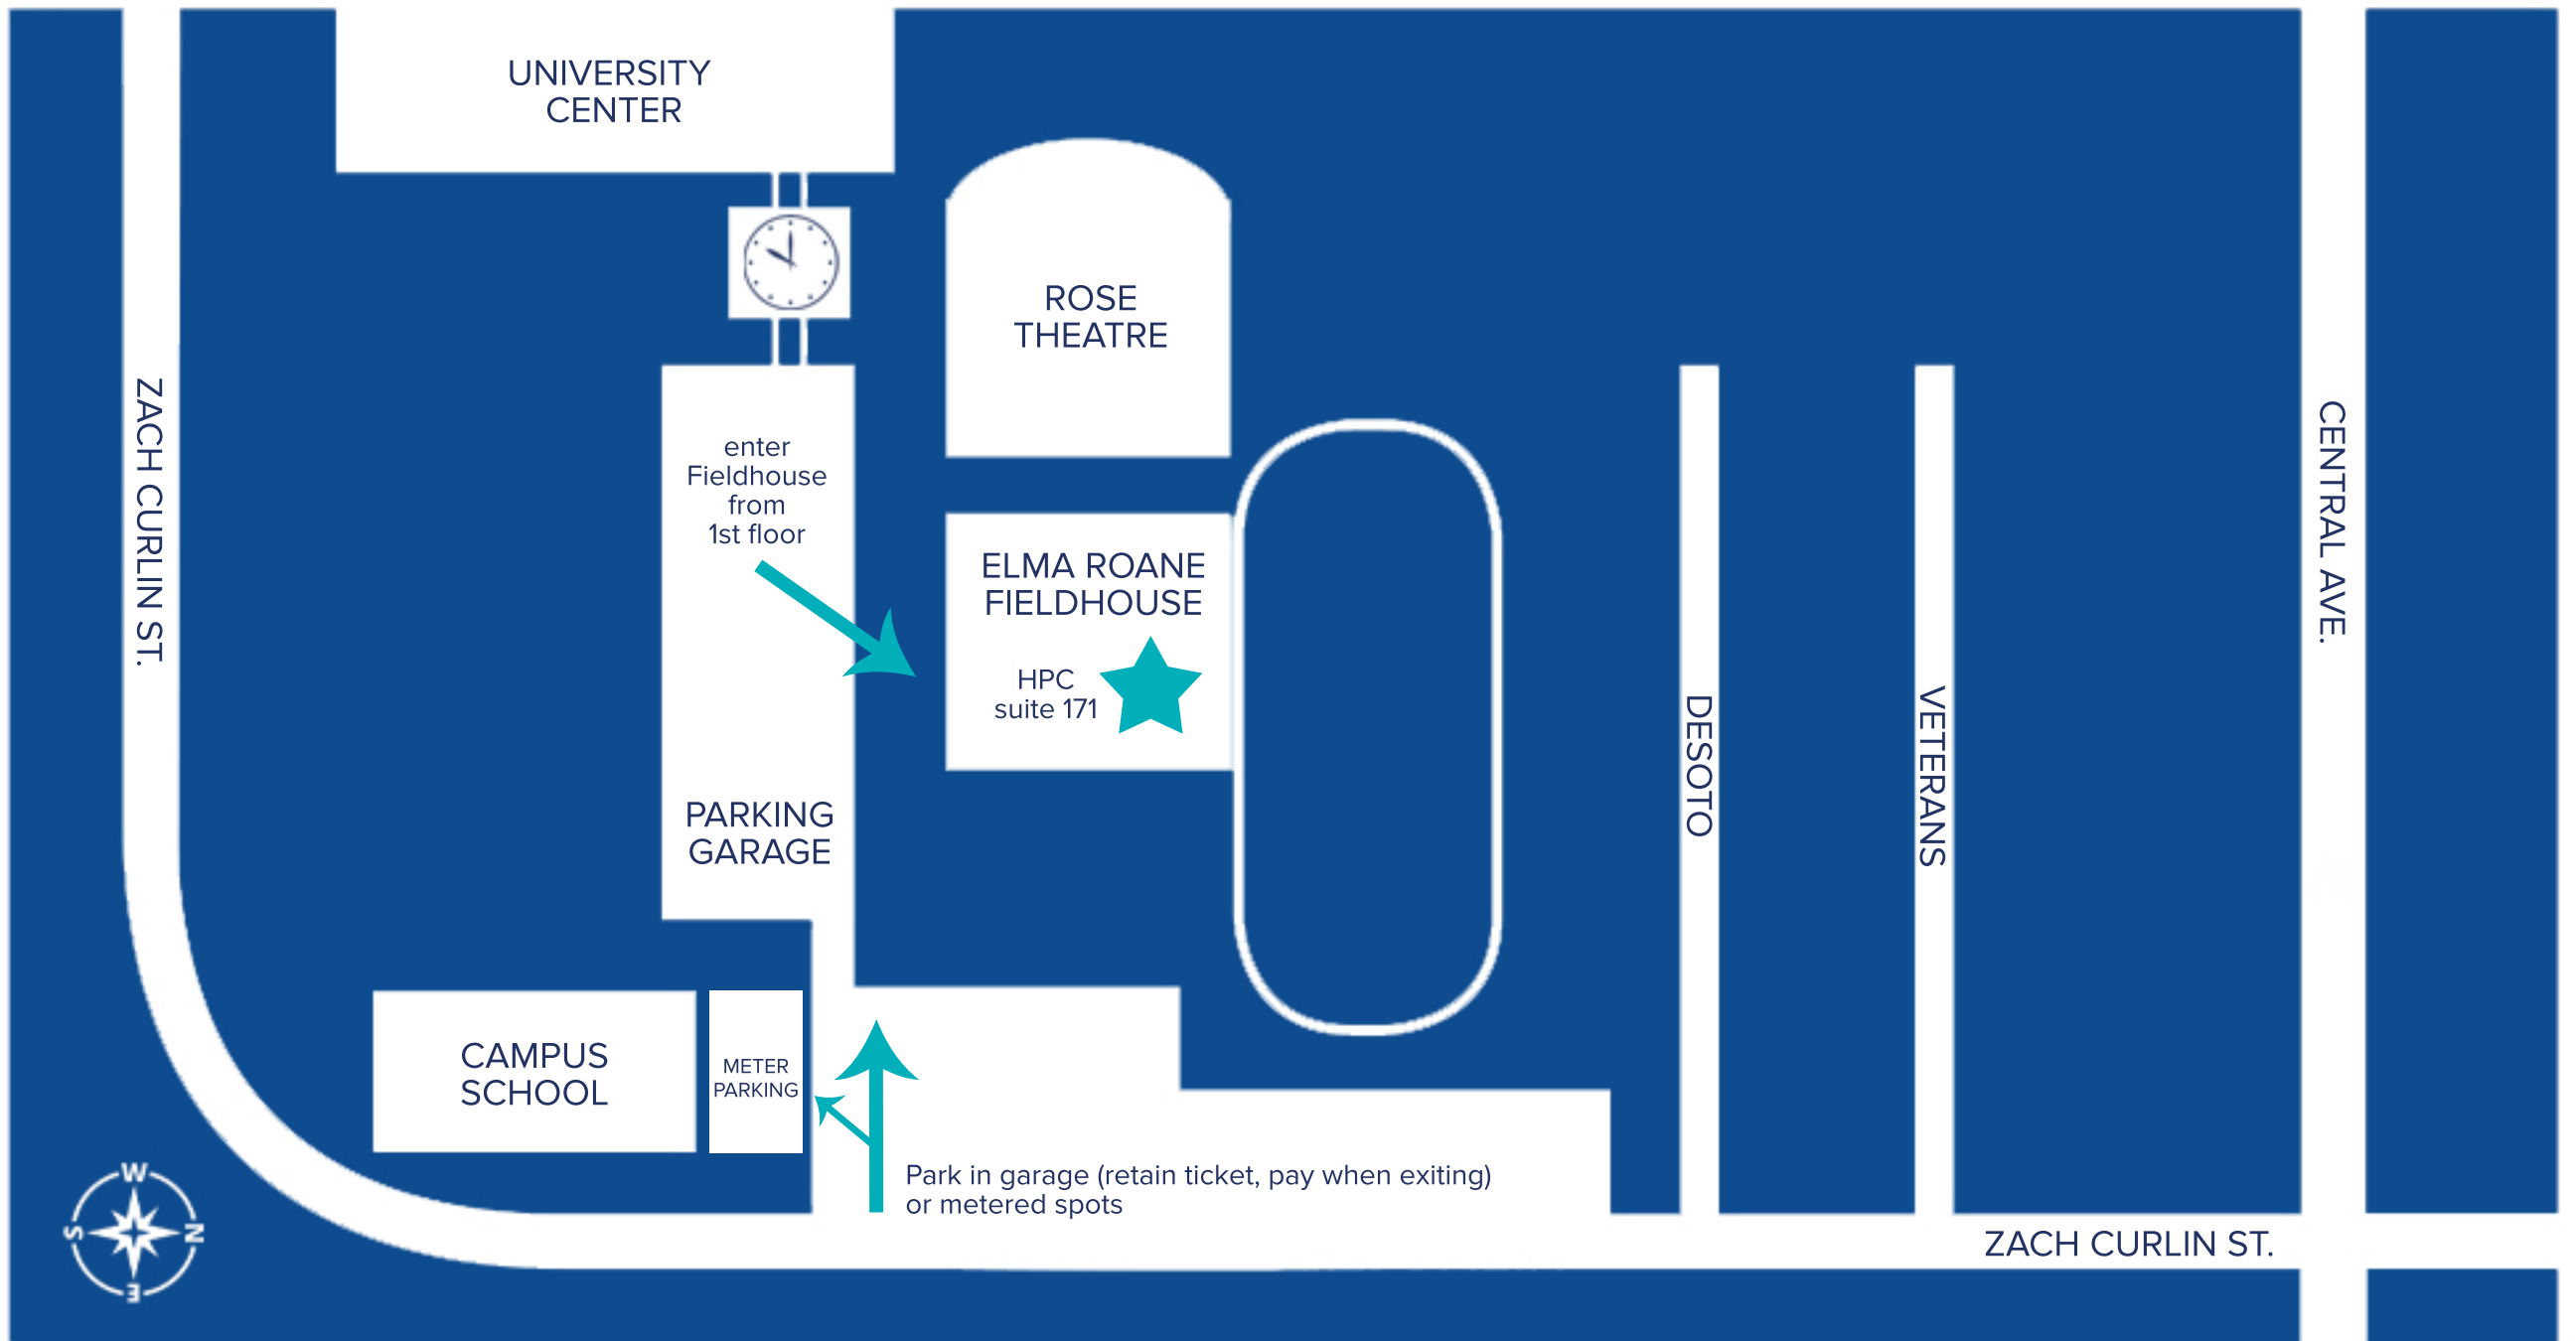 UNIVERSITY
CENTER
ROSE
THEATRE
ZACH CURLIN ST.
enter
Fieldhouse
from
1st floor
ELMA ROANE
FIELDHOUSE
HPC
suite 171
PARKING
GARAGE
DESOTO
VETERANS
CENTRAL AVE.
CAMPUS
SCHOOL
METER
PARKING
Park in garage (retain ticket, pay when exiting)
or metered spots
ZACH CURLIN ST.
W
S
N
E